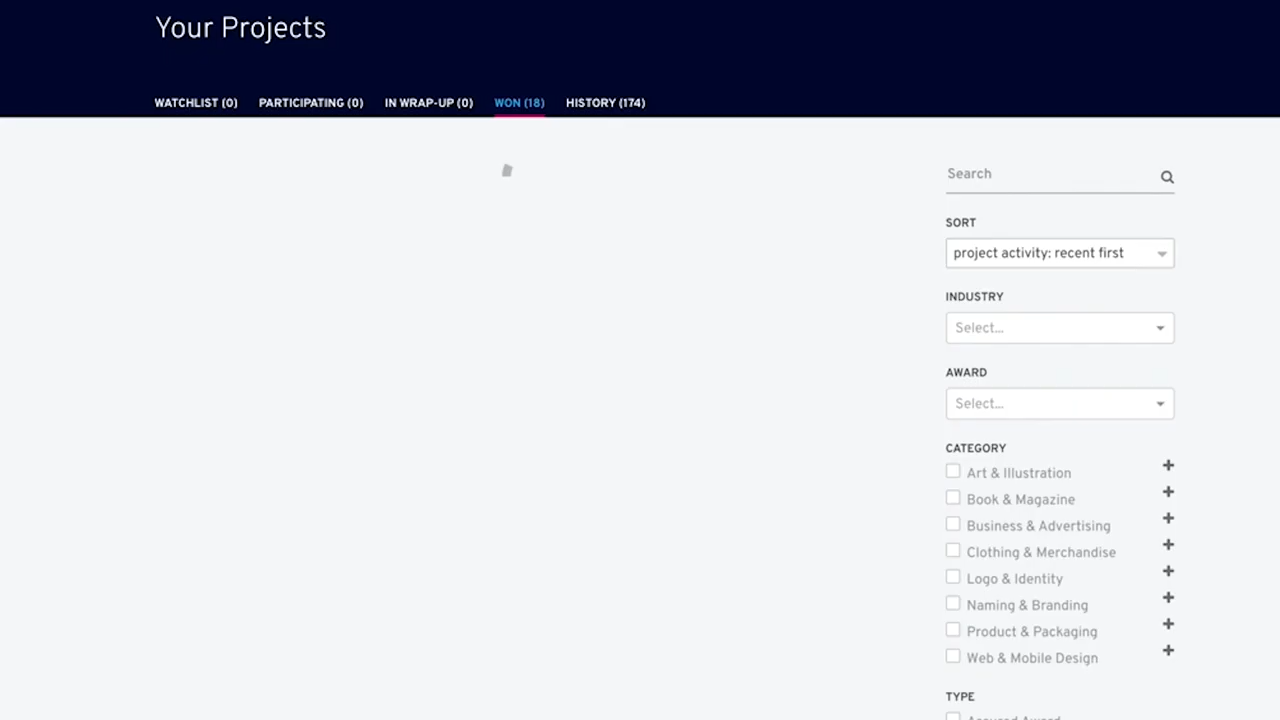 Your Projects
WATCHLIST (0) PARTICIPATING (0) IN WRAP-UP (0) WON (18) HISTORY (174)
Search
SORT
project activity: recent first
INDUSTRY
Select...
AWARD
Select...
CATEGORY
Art & Illustration
Book & Magazine
Business & Advertising
Clothing & Merchandise
Logo & Identity
Naming & Branding
Product & Packaging
Web & Mobile Design
TYPE
Assured Award